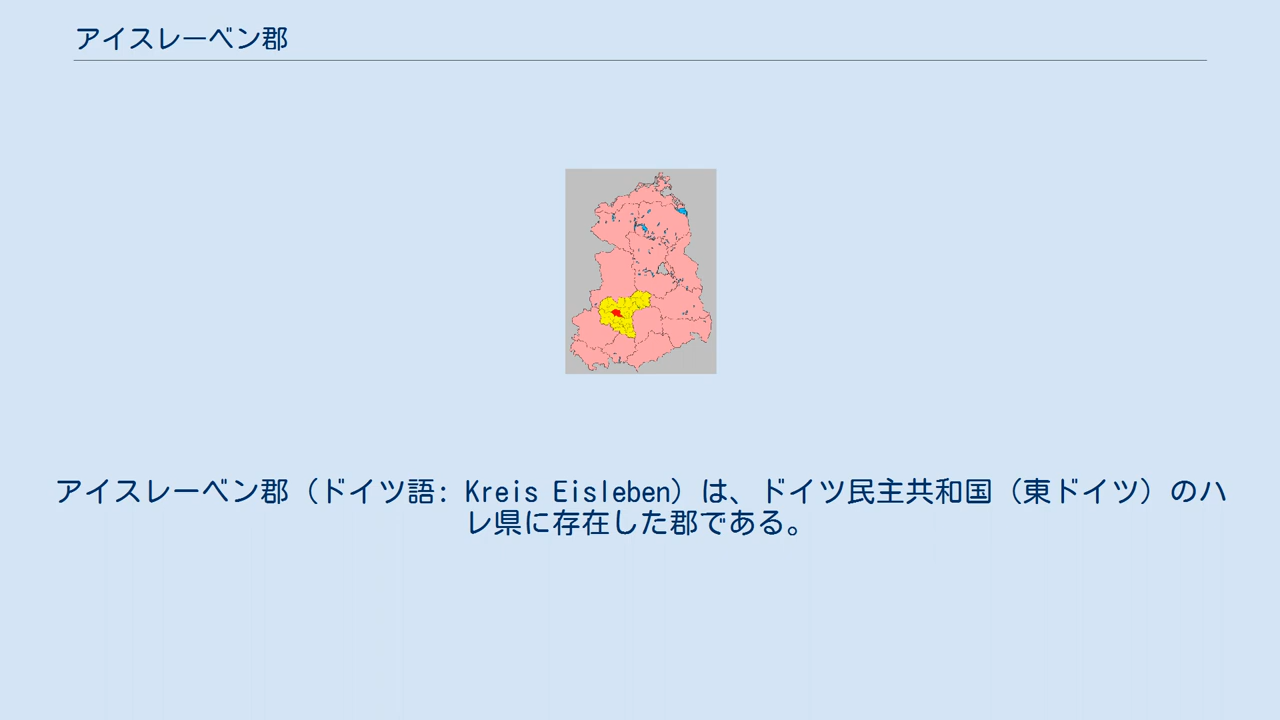 アイスレーベン郡
アイスレーベン郡（ドイツ語: Kreis Eisleben）は、ドイツ民主共和国（東ドイツ）のハ
レ県に存在した郡である。